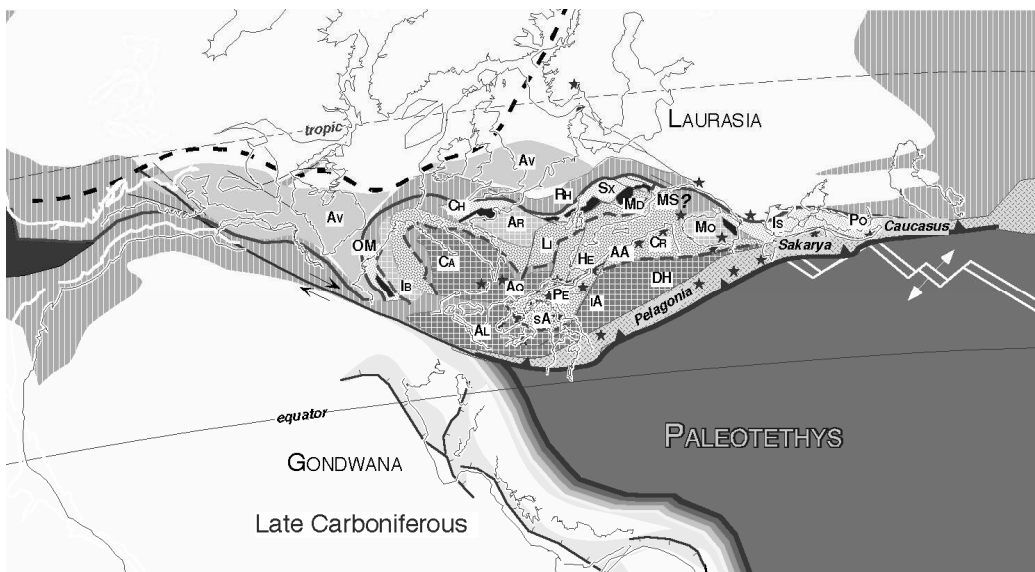 LAURASIA
tropic
Av
SX
CH
RH
MD
MS?
Av
AR
MO
IS
PO
Caucasus
OM
LI
CR
Sakarya
CA
HE
AA
IB
AQ
PE
IA
DH
Pelagonia
SA
AL
equator
PALEOTETHYS
GONDWANA
Late Carboniferous